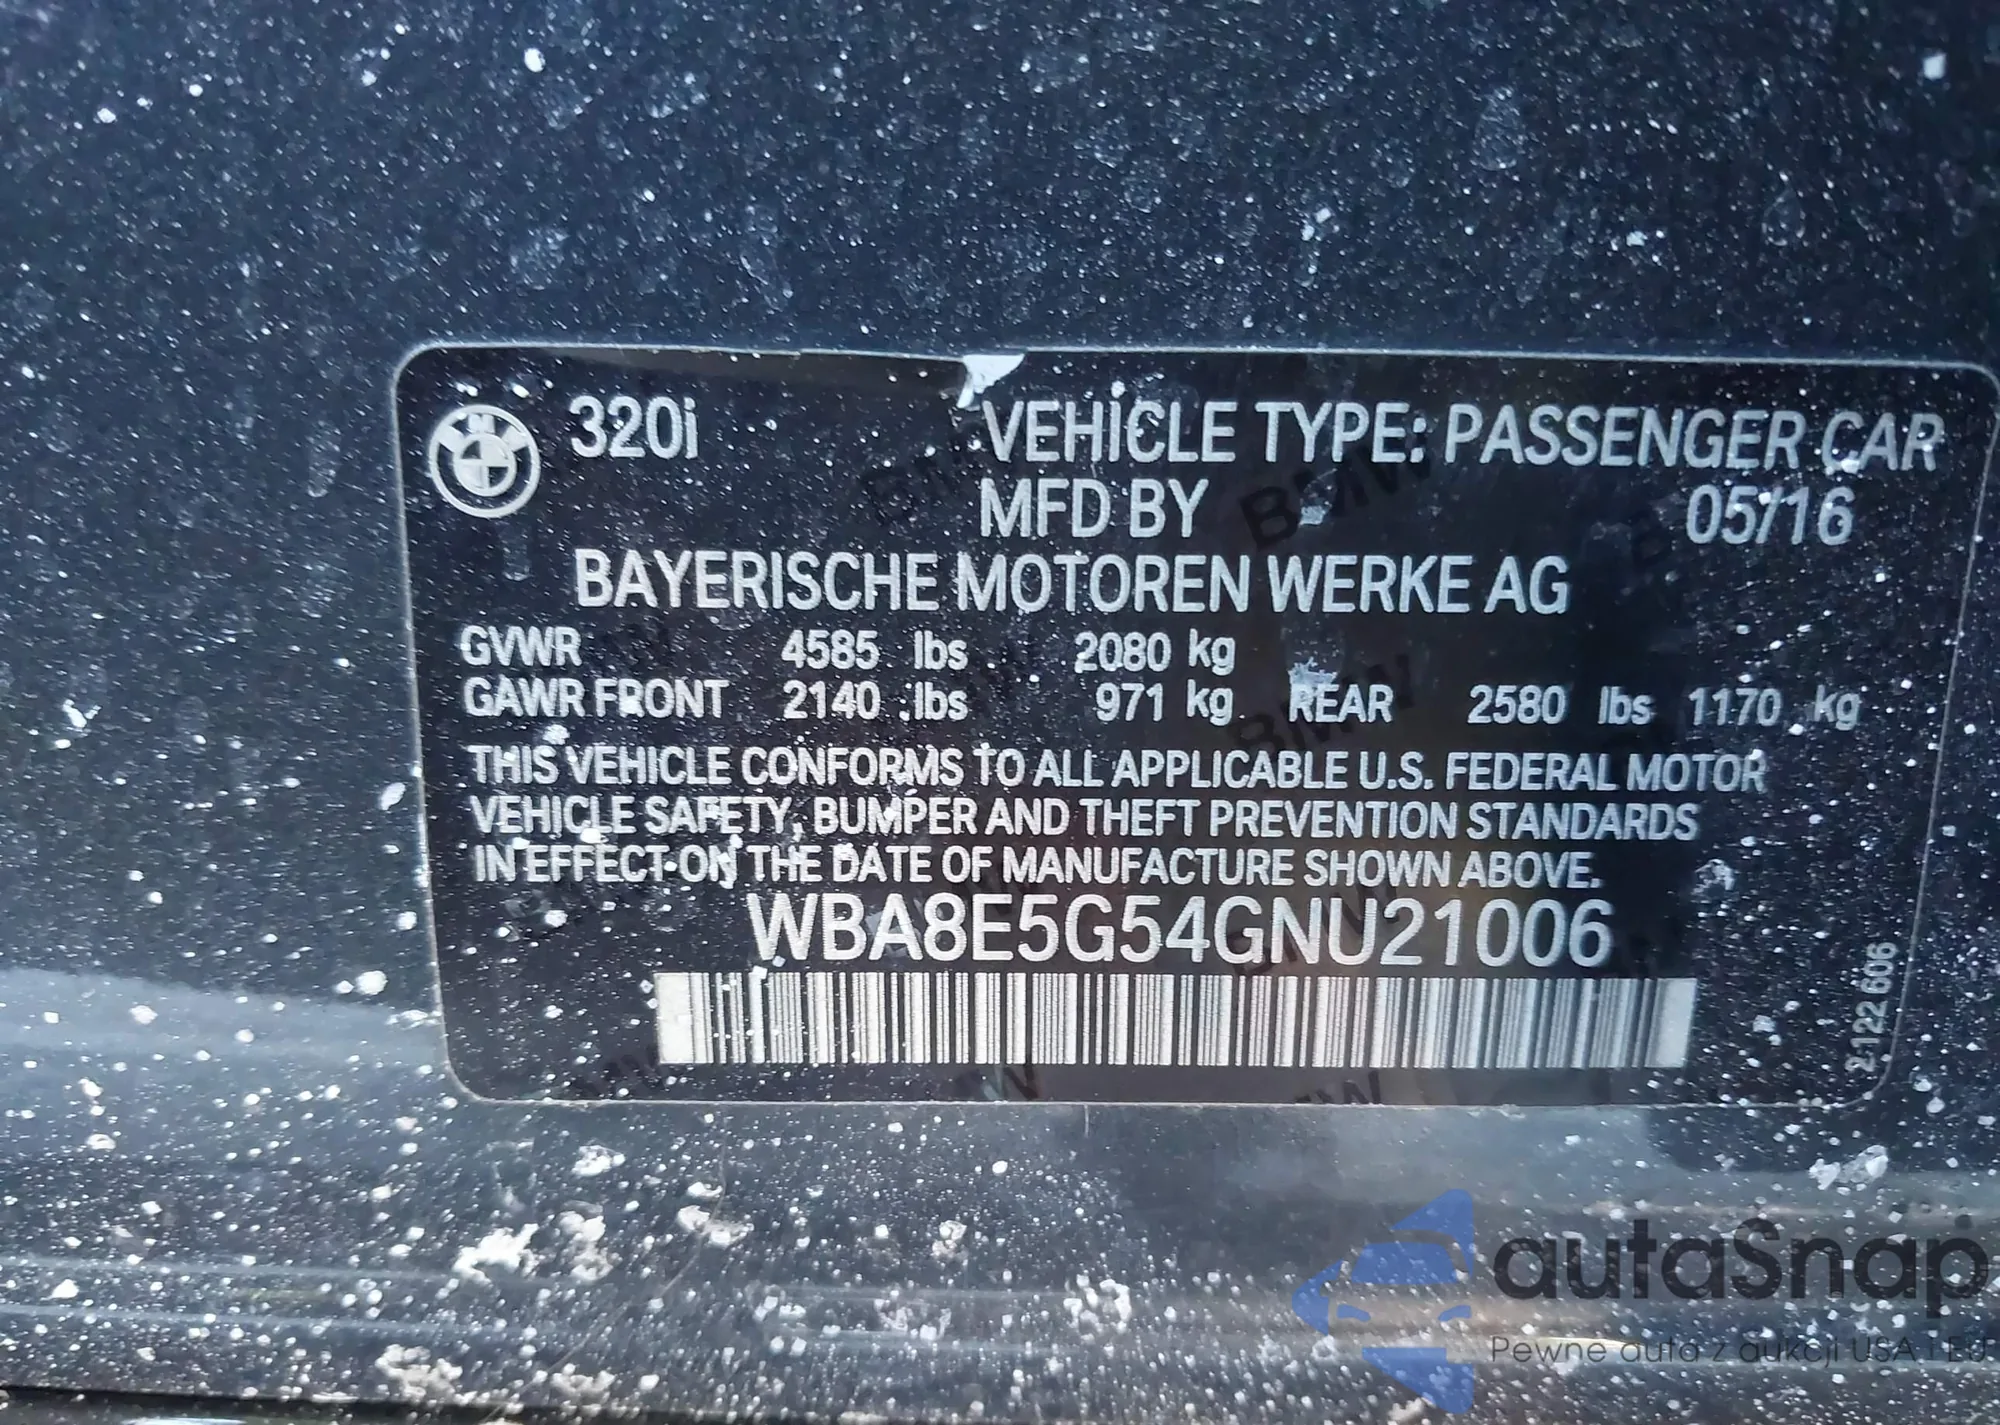 320i VEHICLE TYPE: PASSENGER CAR
MFD BY 05/16
BAYERISCHE MOTOREN WERKE AG
GVWR 4585 lbs 2080 kg
GAWR FRONT 2140 lbs 971 kg REAR 2580 lbs 1170 kg
THIS VEHICLE CONFORMS TO ALL APPLICABLE U.S. FEDERAL MOTOR
VEHICLE SAFETY, BUMPER AND THEFT PREVENTION STANDARDS
IN EFFECT ON THE DATE OF MANUFACTURE SHOWN ABOVE.
WBA8E5G54GNU21006
2 122 606
autaSnap
Pewne auta z aukcji USA i EU